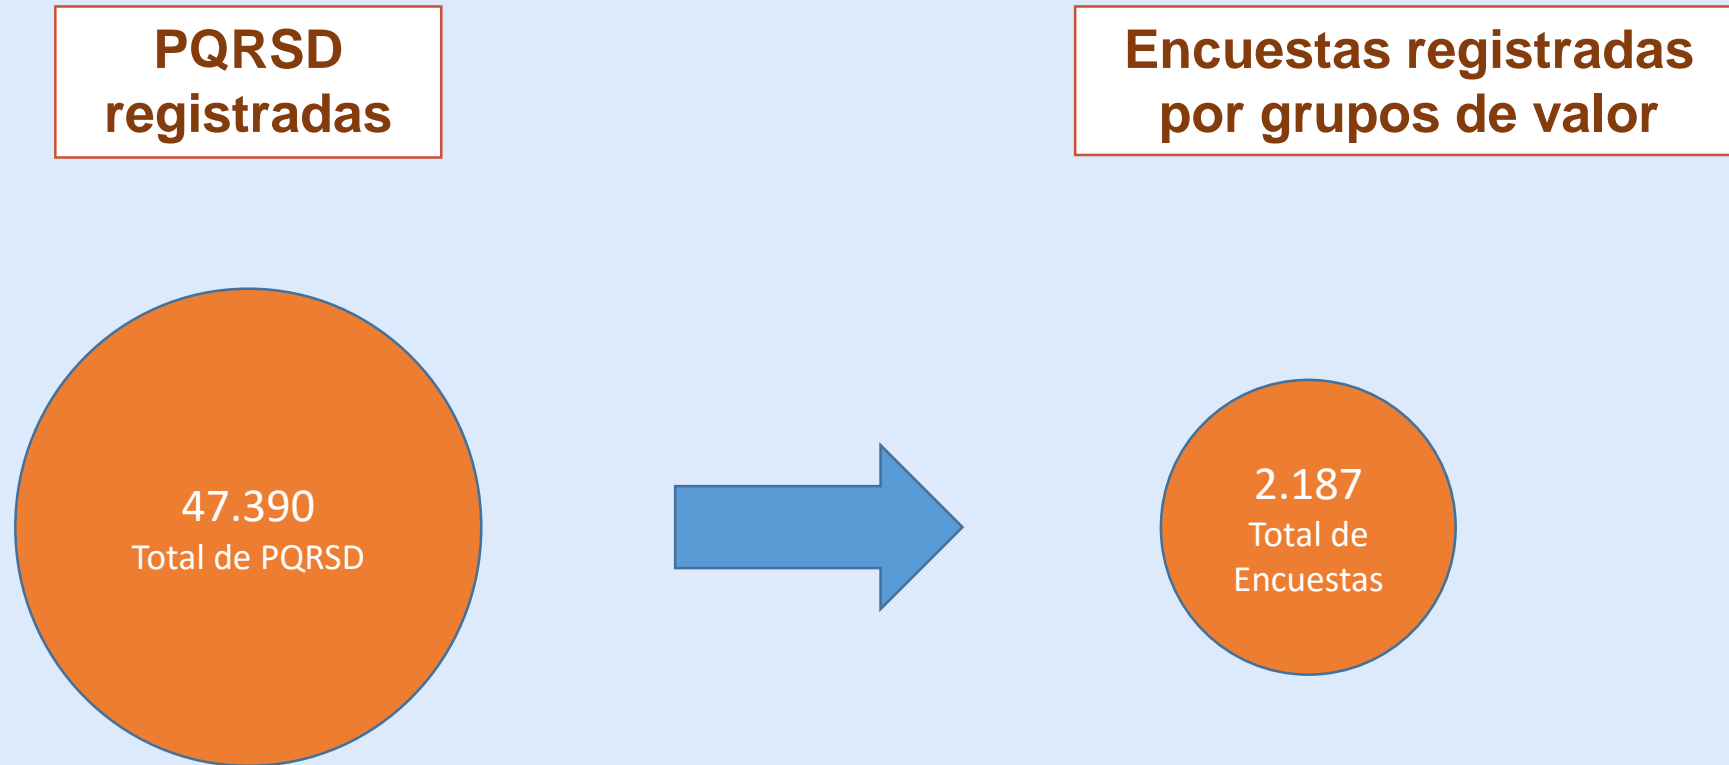 PQRSD
registradas
Encuestas registradas
por grupos de valor
47.390
Total de PQRSD
2.187
Total de
Encuestas